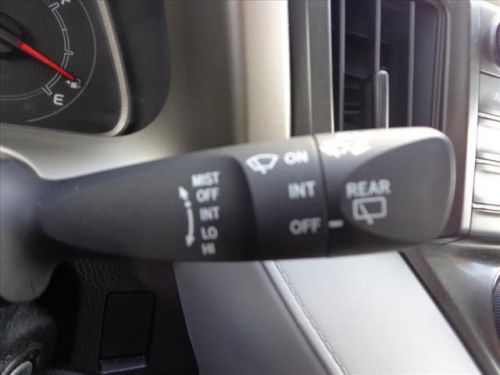 E
MIST
OFF
INT
LO
HI
ON
INT
OFF
REAR